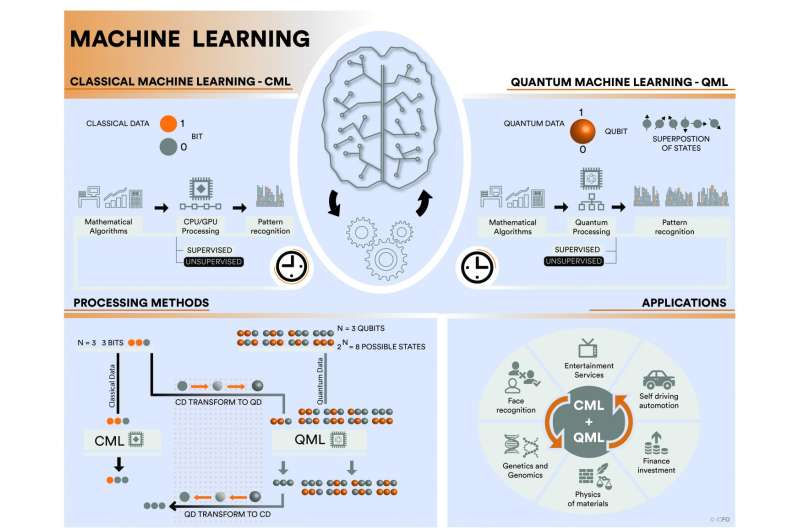 MACHINE LEARNING
CLASSICAL MACHINE LEARNING - CML
QUANTUM MACHINE LEARNING - QML
CLASSICAL DATA
1
BIT
0
QUANTUM DATA
1
QUBIT
0
SUPERPOSTION
OF STATES
Mathematical
Algorithms
CPU/GPU
Processing
Pattern
recognition
SUPERVISED
UNSUPERVISED
Mathematical
Algorithms
Quantum
Processing
Pattern
recognition
SUPERVISED
UNSUPERVISED
PROCESSING METHODS
N = 3 3 BITS
N = 3 QUBITS
2 N = 8 POSSIBLE STATES
Classical Data
Quantum Data
CD TRANSFORM TO QD
CML
QML
QD TRANSFORM TO CD
APPLICATIONS
Entertainment
Services
Face
recognition
Self driving
automation
CML
+
QML
Genetics and
Genomics
Finance
investment
Physics
of materials